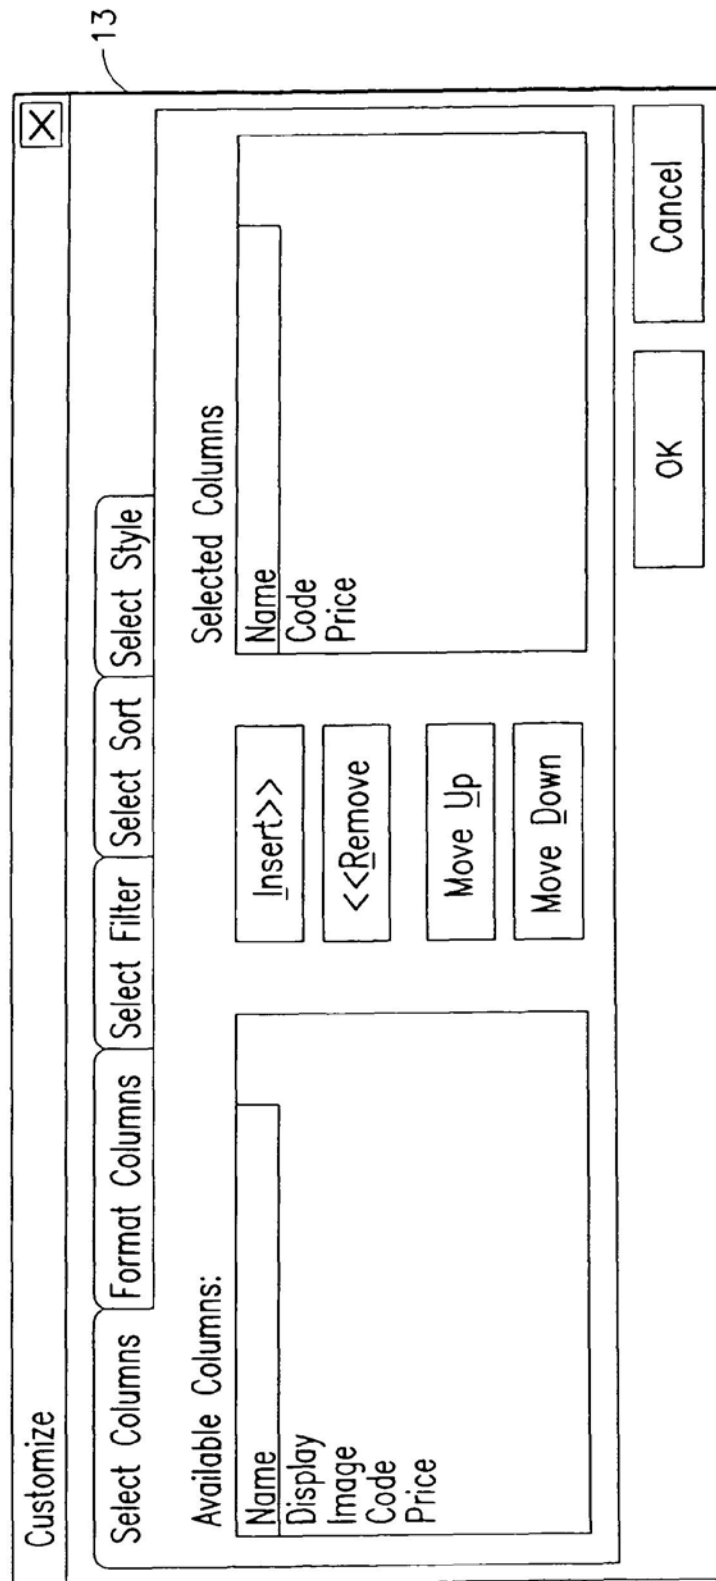 Customize
Select Columns Format Columns Select Filter Select Sort Select Style
Available Columns:
Name
Display
Image
Code
Price
Insert>>
<<Remove
Move Up
Move Down
Selected Columns
Name
Code
Price
OK Cancel
13